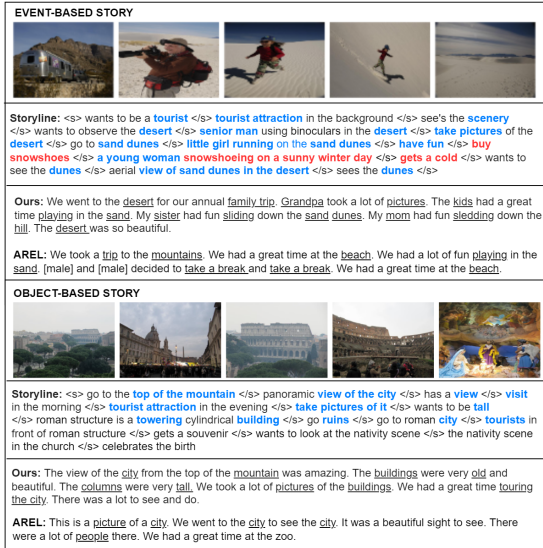 EVENT-BASED STORY
Storyline: <s> wants to be a tourist </s> tourist attraction in the background </s> see's the scenery
</s> wants to observe the desert </s> senior man using binoculars in the desert </s> take pictures of the
desert </s> go to sand dunes </s> little girl running on the sand dunes </s> have fun </s> buy
snowshoes </s> a young woman snowshoeing on a sunny winter day </s> gets a cold </s> wants to
see the dunes </s> aerial view of sand dunes in the desert </s> sees the dunes </s>
Ours: We went to the desert for our annual family trip. Grandpa took a lot of pictures. The kids had a great
time playing in the sand. My sister had fun sliding down the sand dunes. My mom had fun sledding down the
hill. The desert was so beautiful.
AREL: We took a trip to the mountains. We had a great time at the beach. We had a lot of fun playing in the
sand. [male] and [male] decided to take a break and take a break. We had a great time at the beach.
OBJECT-BASED STORY
Storyline: <s> go to the top of the mountain </s> panoramic view of the city </s> has a view </s> visit
in the morning </s> tourist attraction in the evening </s> take pictures of it </s> wants to be tall
</s> roman structure is a towering cylindrical building </s> go ruins </s> go to roman city </s> tourists in
front of roman structure </s> gets a souvenir </s> wants to look at the nativity scene </s> the nativity scene
in the church </s> celebrates the birth
Ours: The view of the city from the top of the mountain was amazing. The buildings were very old and
beautiful. The columns were very tall. We took a lot of pictures of the buildings. We had a great time touring
the city. There was a lot to see and do.
AREL: This is a picture of a city. We went to the city to see the city. It was a beautiful sight to see. There
were a lot of people there. We had a great time at the zoo.